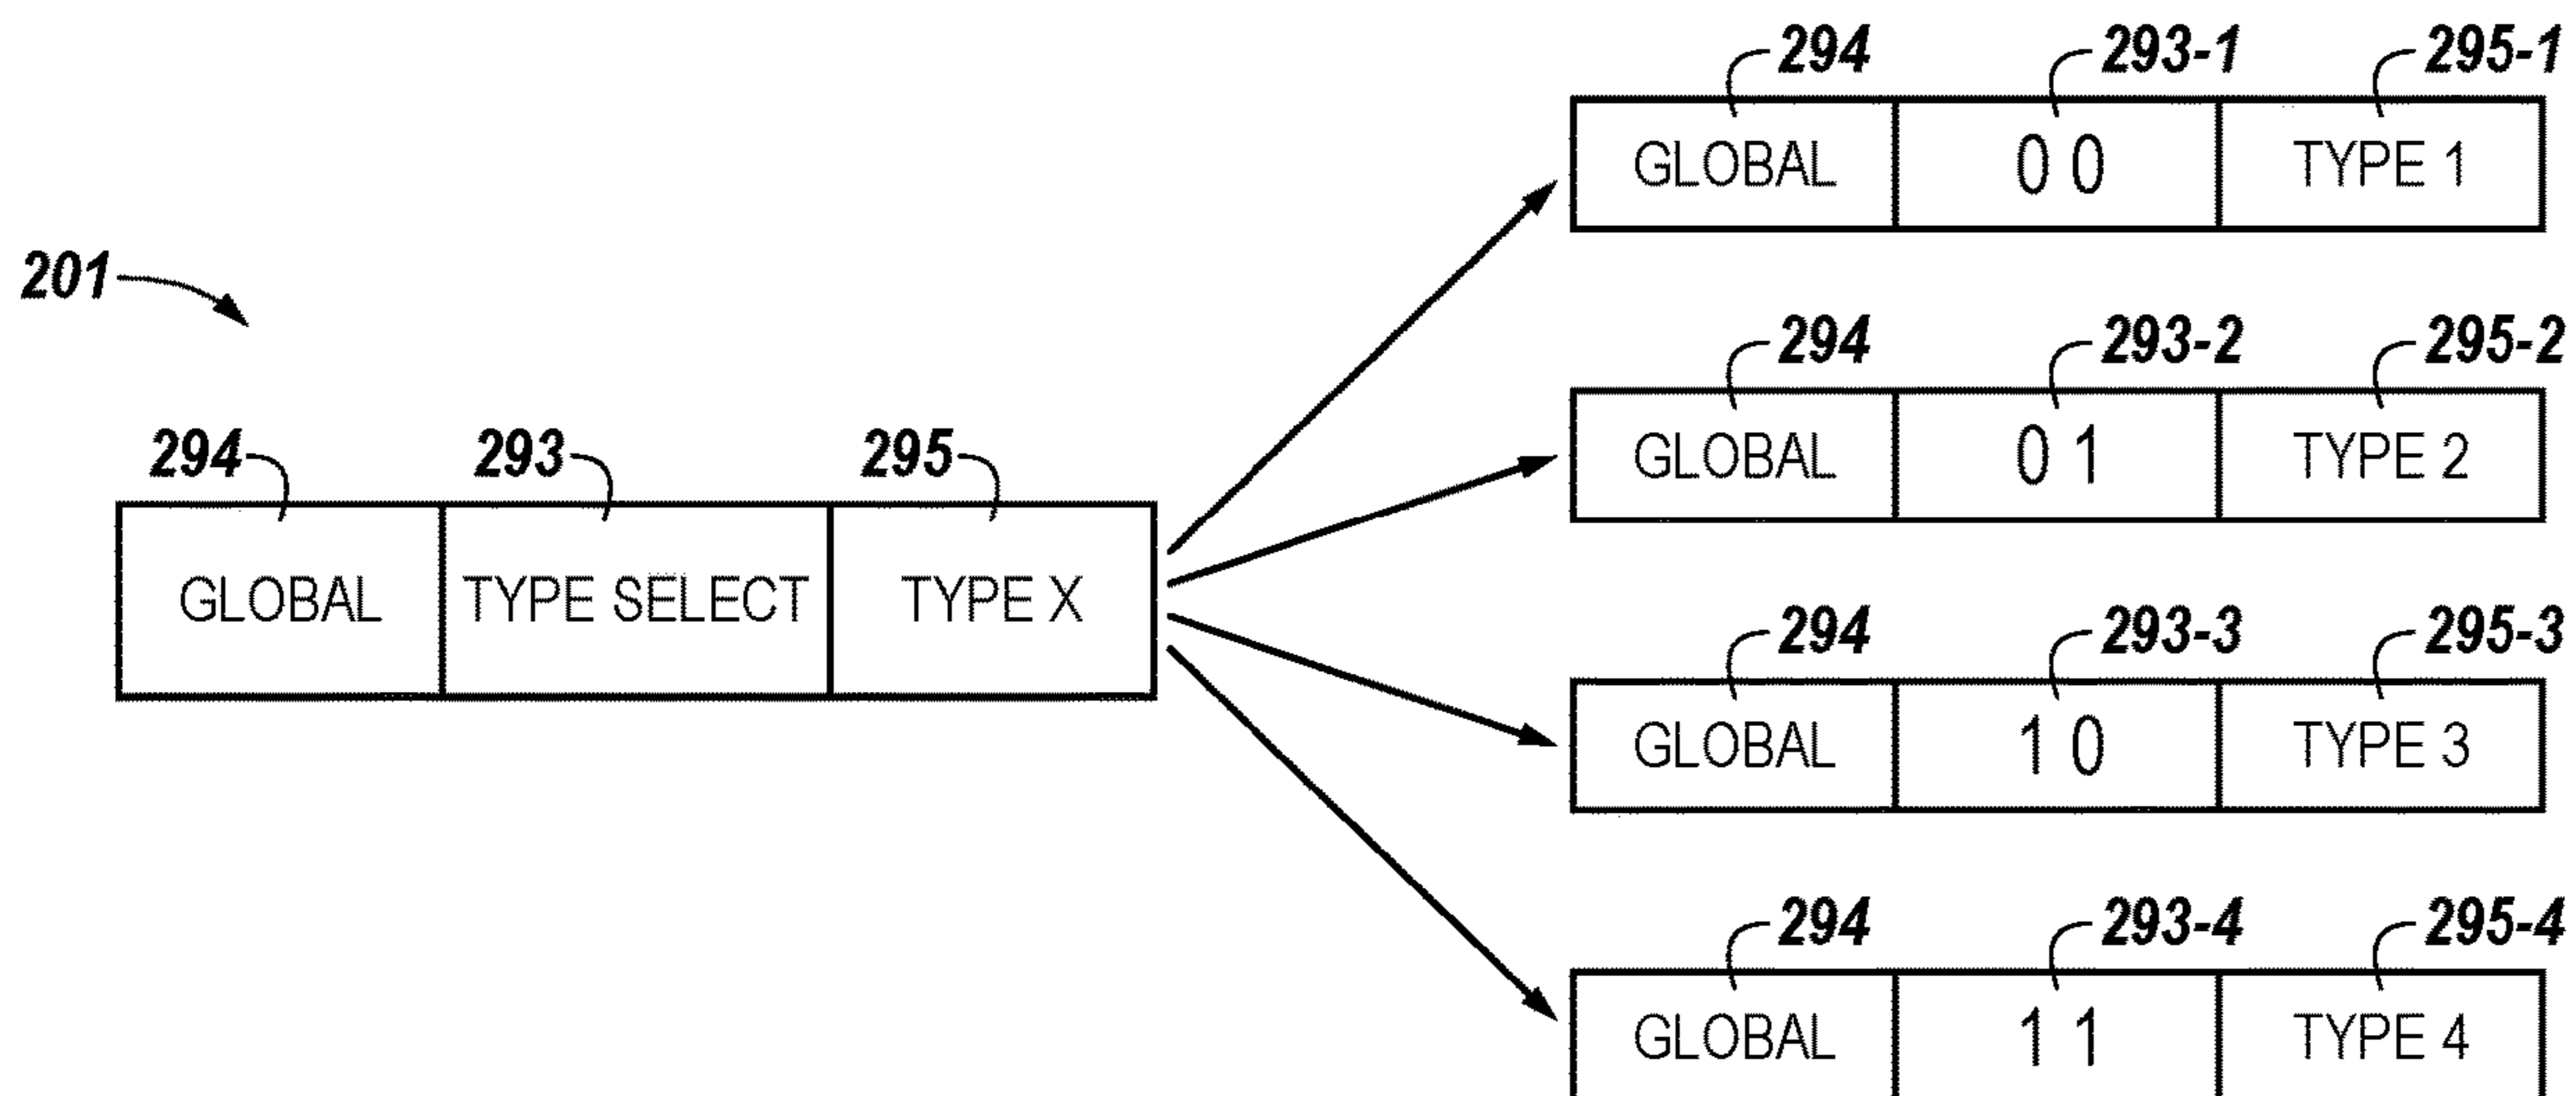 294 293-1 295-1
GLOBAL 0 0 TYPE 1
201
294 293-2 295-2
GLOBAL 0 1 TYPE 2
294 293 295
GLOBAL TYPE SELECT TYPE X
294 293-3 295-3
GLOBAL 1 0 TYPE 3
294 293-4 295-4
GLOBAL 1 1 TYPE 4